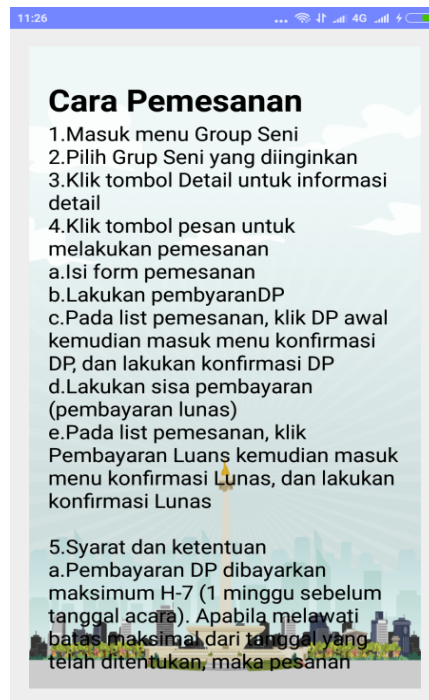 11:26
... 4G
Cara Pemesanan
1.Masuk menu Group Seni
2.Pilih Grup Seni yang diinginkan
3.Klik tombol Detail untuk informasi
detail
4.Klik tombol pesan untuk
melakukan pemesanan
a.Isi form pemesanan
b.Lakukan pembyaranDP
c.Pada list pemesanan, klik DP awal
kemudian masuk menu konfirmasi
DP, dan lakukan konfirmasi DP
d.Lakukan sisa pembayaran
(pembayaran lunas)
e.Pada list pemesanan, klik
Pembayaran Luans kemudian masuk
menu konfirmasi Lunas, dan lakukan
konfirmasi Lunas
5.Syarat dan ketentuan
a.Pembayaran DP dibayarkan
maksimum H-7 (1 minggu sebelum
tanggal acara). Apabila melawati
batas maksimal dari tanggal yang
telah ditentukan, maka pesanan